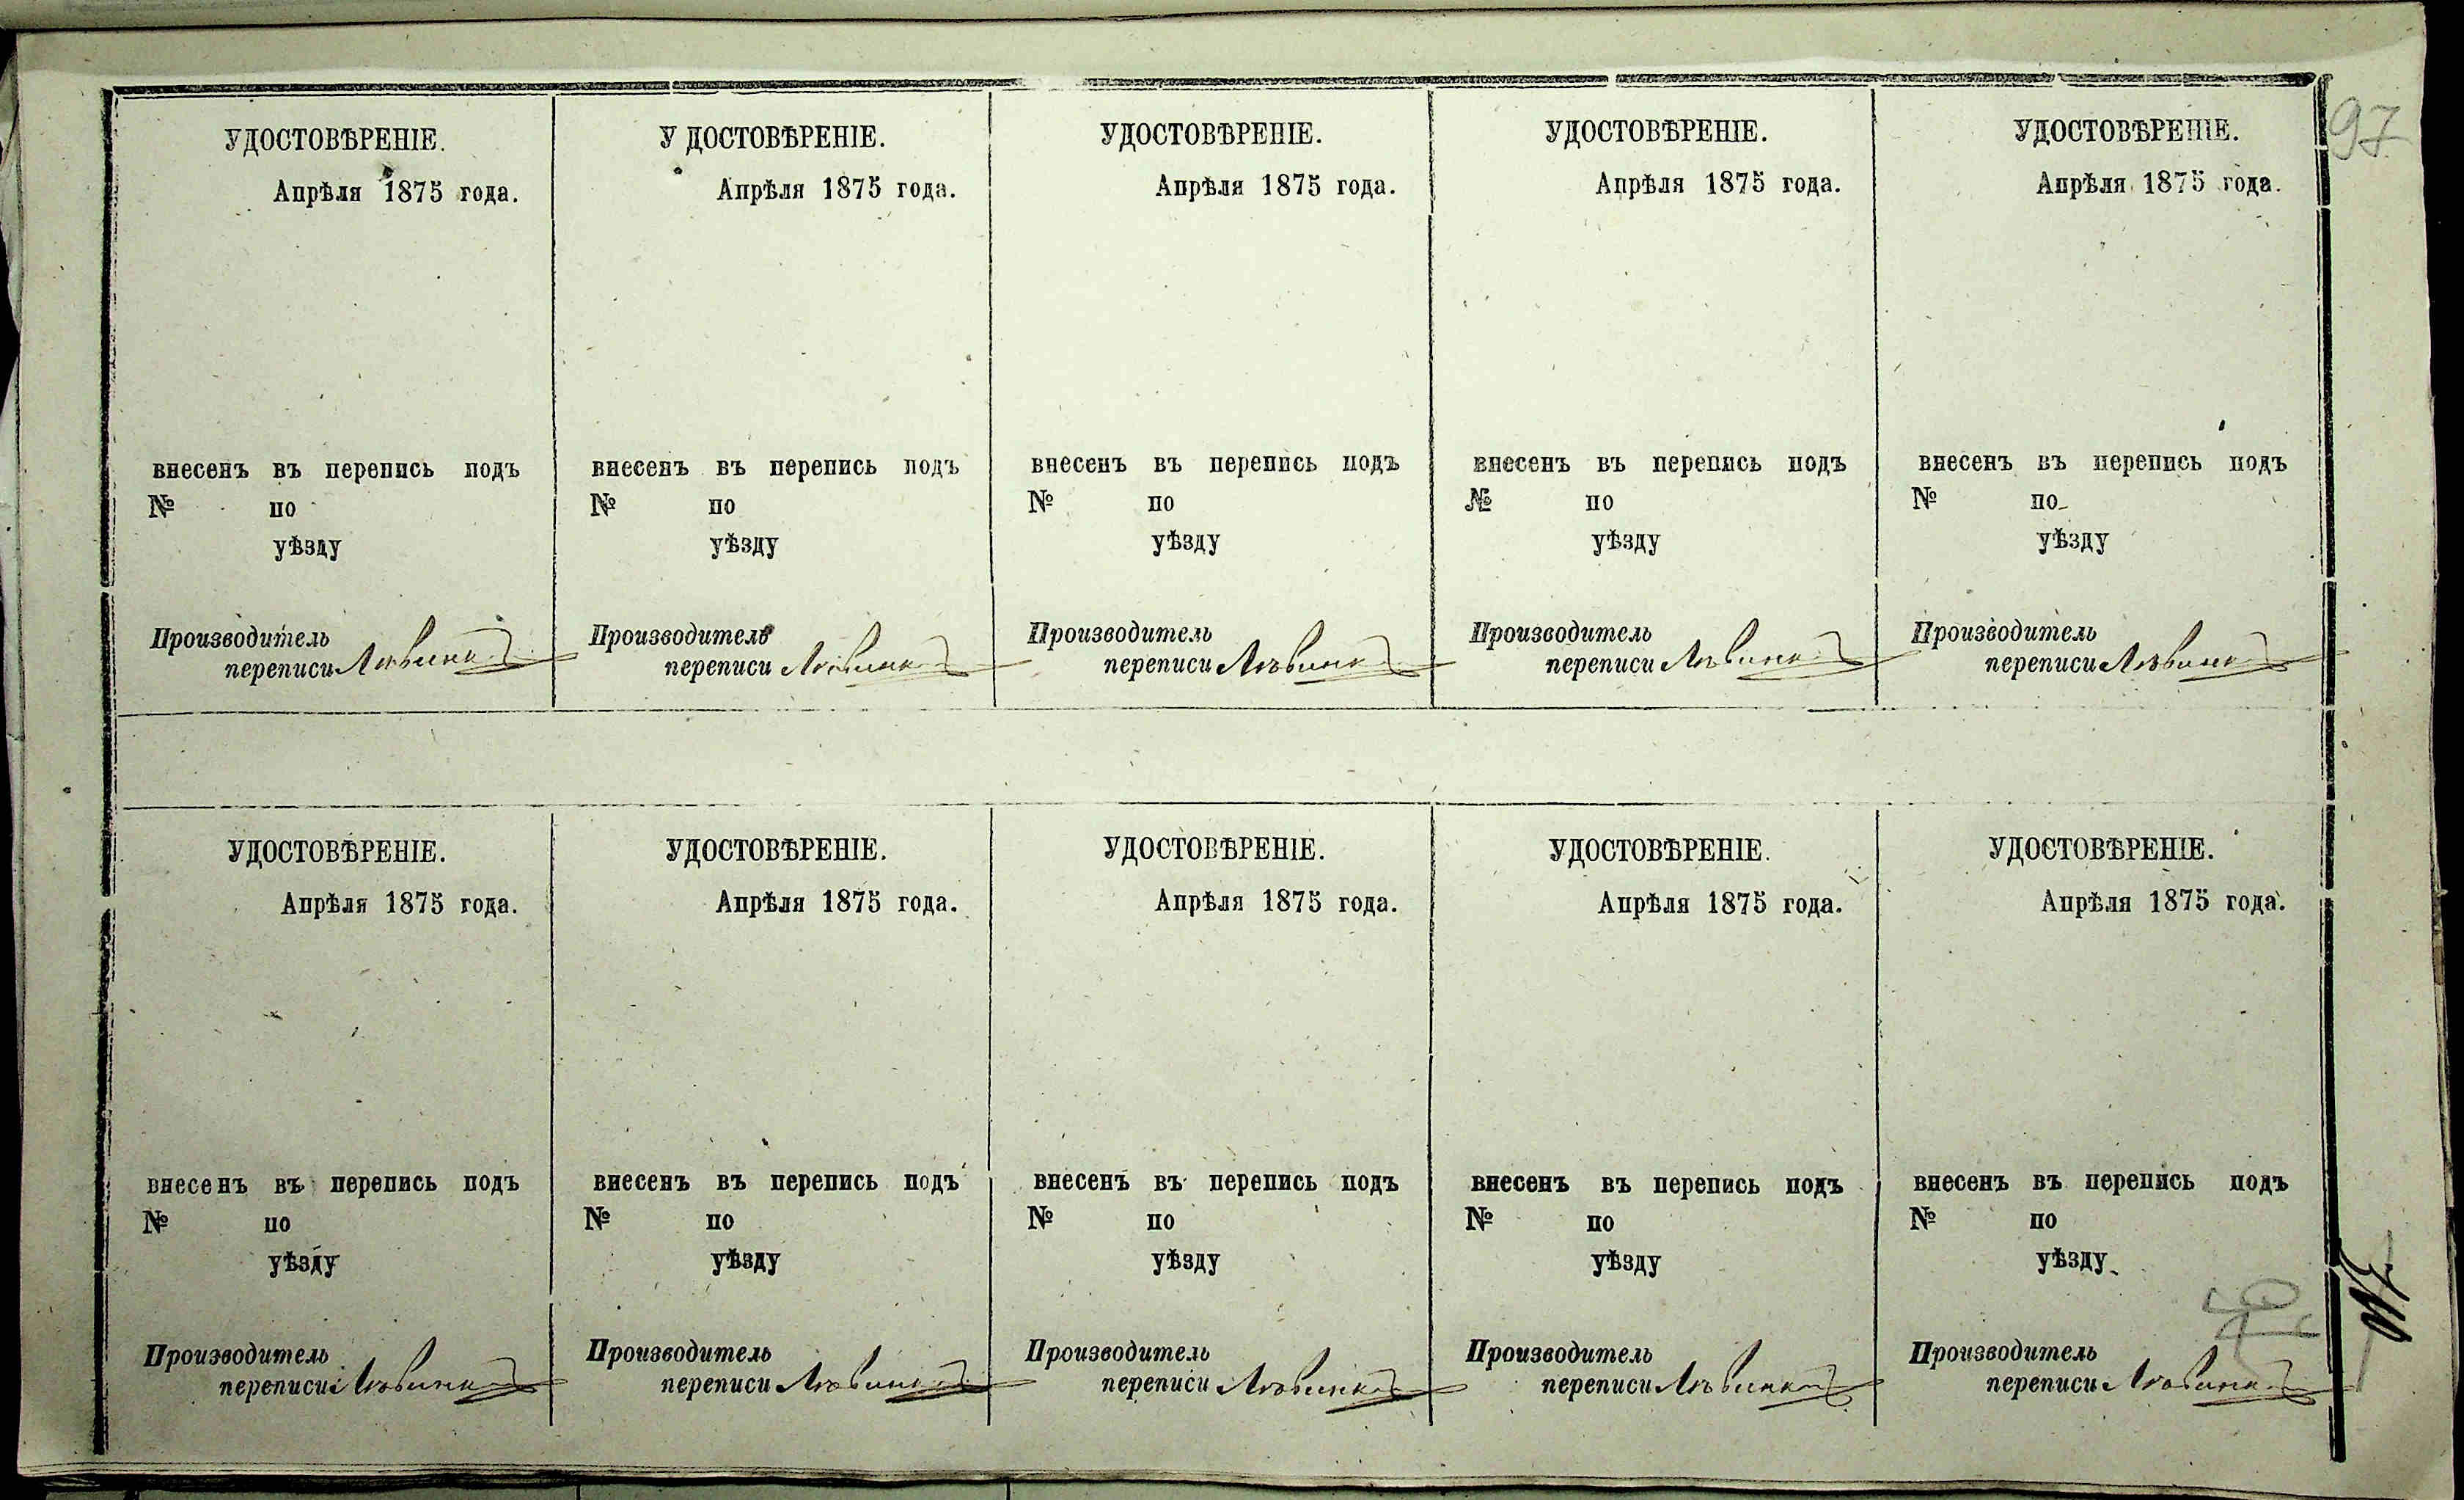 97
УДОСТОВѢРЕНІЕ.
Апрѣля 1875 года.
внесенъ въ перепись подъ
№ по
уѣзду
Производитель
переписи
У ДОСТОВѢРЕНІЕ.
Апрѣля 1875 года.
внесенъ въ перепись подъ
№ по
уѣзду
Производитель
переписи
УДОСТОВѢРЕНІЕ.
Апрѣля 1875 года.
внесенъ въ перепись подъ
№ по
уѣзду
Производитель
переписи
УДОСТОВѢРЕНІЕ.
Апрѣля 1875 года.
внесенъ въ перепись подъ
№ по
уѣзду
Производитель
переписи
УДОСТОВѢРЕНІЕ.
Апрѣля 1875 года.
внесенъ въ перепись подъ
№ по
уѣзду
Производитель
переписи
УДОСТОВѢРЕНІЕ.
Апрѣля 1875 года.
внесенъ въ перепись подъ
№ по
уѣзду
Производитель
переписи
УДОСТОВѢРЕНІЕ.
Апрѣля 1875 года.
внесенъ въ перепись подъ
№ по
уѣзду
Производитель
переписи
УДОСТОВѢРЕНІЕ.
Апрѣля 1875 года.
внесенъ въ перепись подъ
№ по
уѣзду
Производитель
переписи
УДОСТОВѢРЕНІЕ.
Апрѣля 1875 года.
внесенъ въ перепись подъ
№ по
уѣзду
Производитель
переписи
УДОСТОВѢРЕНІЕ.
Апрѣля 1875 года.
внесенъ въ перепись подъ
№ по
уѣзду
Производитель
переписи